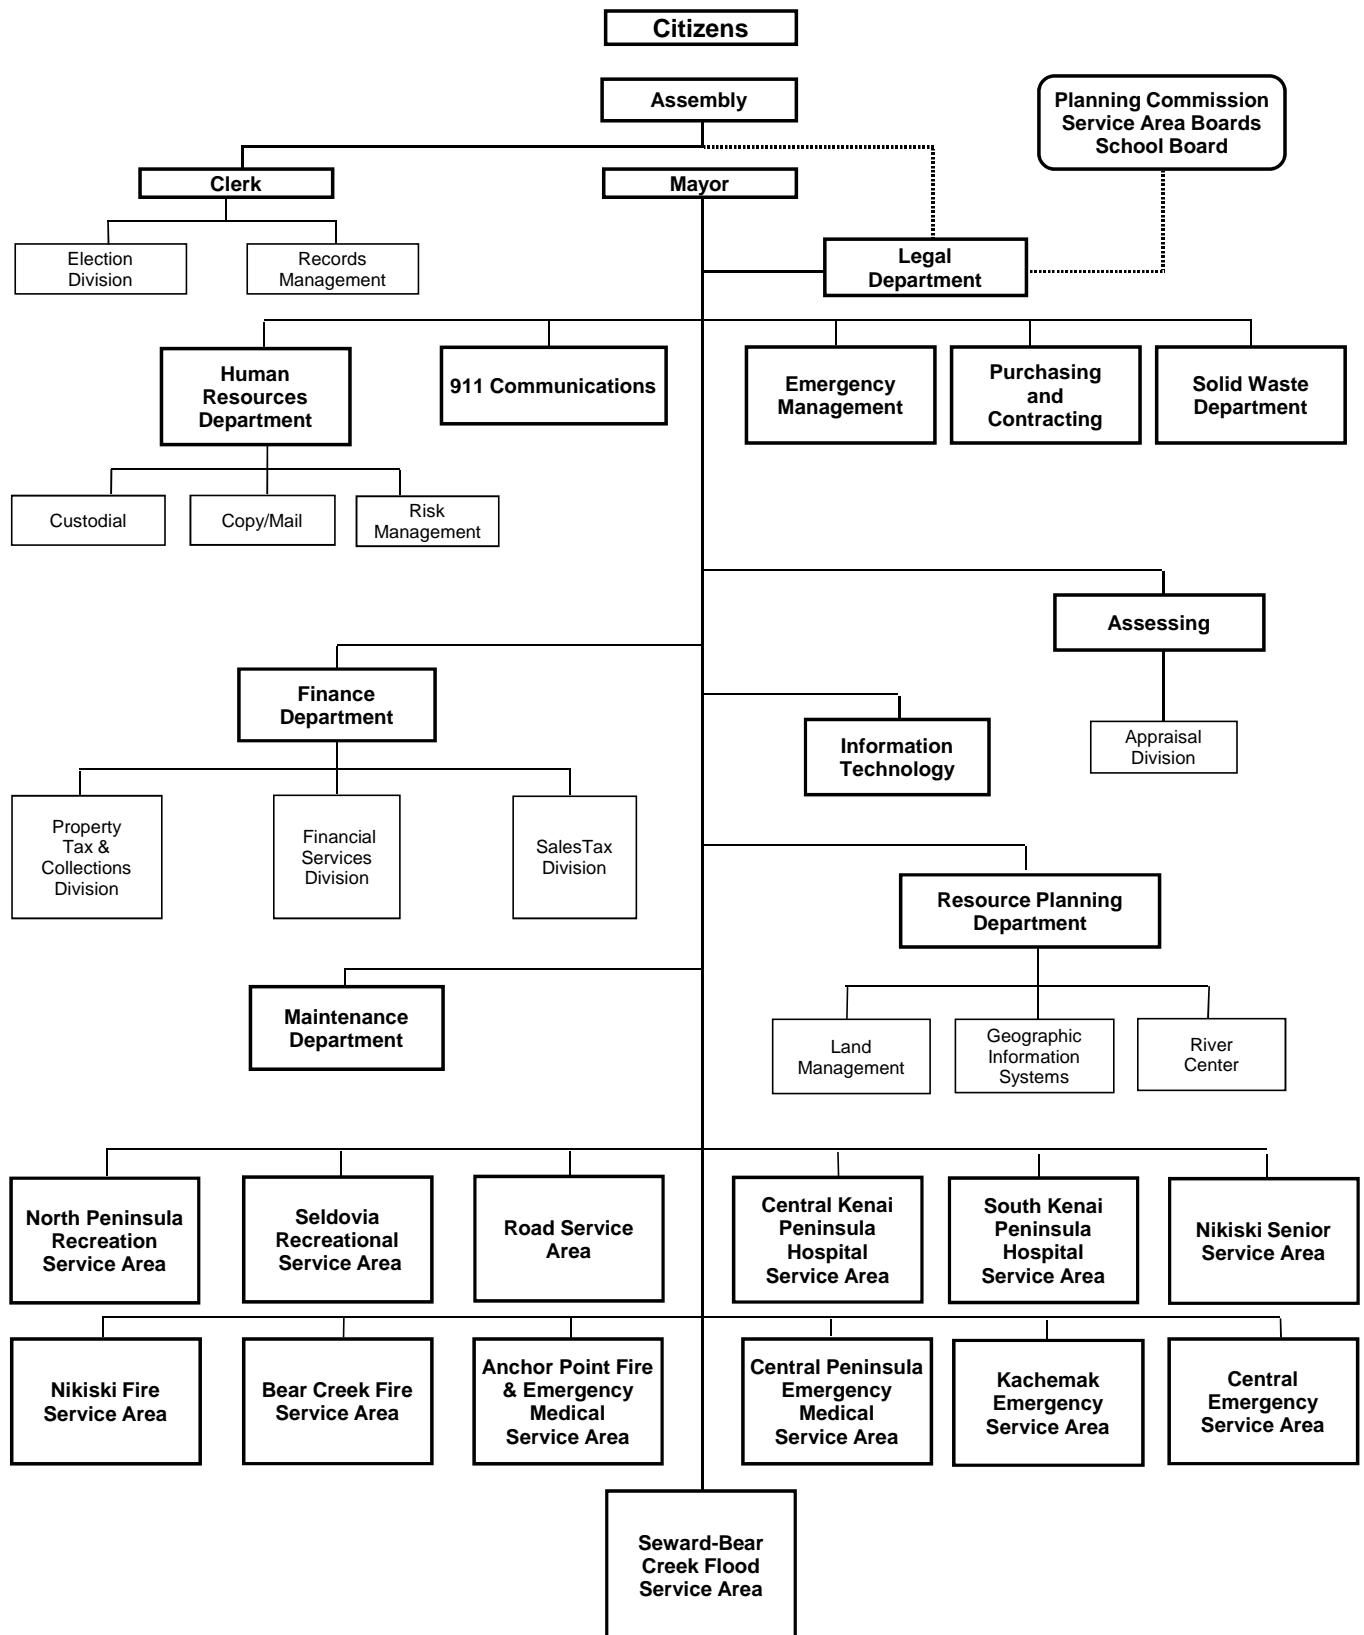 Citizens
Assembly
Planning Commission
Service Area Boards
School Board
Clerk
Mayor
Legal
Department
Election
Division
Records
Management
Human
Resources
Department
911 Communications
Emergency
Management
Purchasing
and
Contracting
Solid Waste
Department
Custodial
Copy/Mail
Risk
Management
Assessing
Finance
Department
Information
Technology
Appraisal
Division
Property
Tax &
Collections
Division
Financial
Services
Division
SalesTax
Division
Resource Planning
Department
Maintenance
Department
Land
Management
Geographic
Information
Systems
River
Center
North Peninsula
Recreation
Service Area
Seldovia
Recreational
Service Area
Road Service
Area
Central Kenai
Peninsula
Hospital
Service Area
South Kenai
Peninsula
Hospital
Service Area
Nikiski Senior
Service Area
Nikiski Fire
Service Area
Bear Creek Fire
Service Area
Anchor Point Fire
& Emergency
Medical
Service Area
Central Peninsula
Emergency
Medical
Service Area
Kachemak
Emergency
Service Area
Central
Emergency
Service Area
Seward-Bear
Creek Flood
Service Area